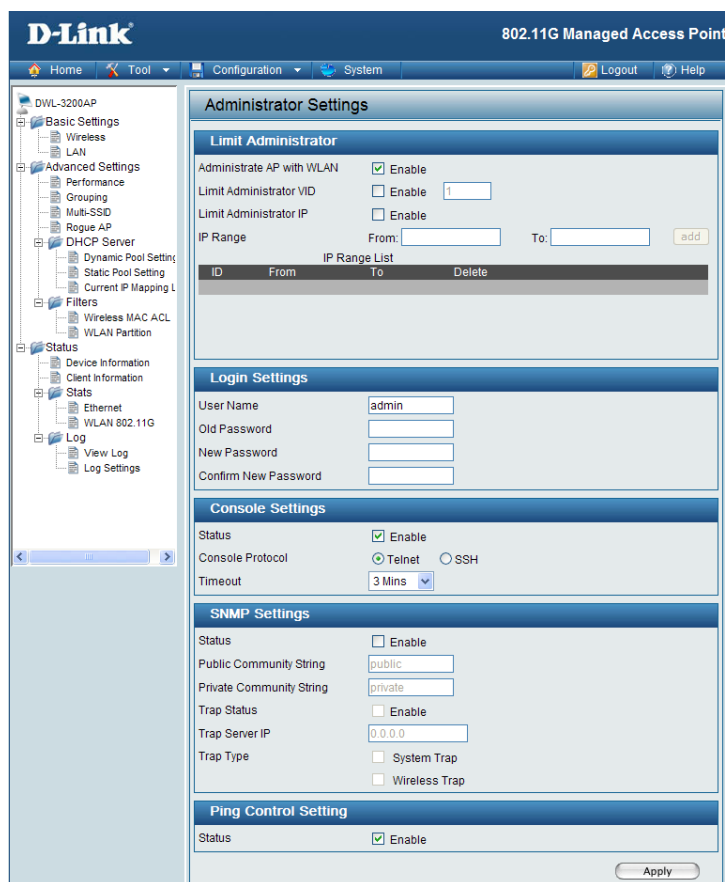 D-Link
802.11G Managed Access Point
Home Tool Configuration System Logout Help
DWL-3200AP
Basic Settings
Wireless
LAN
Advanced Settings
Performance
Grouping
Multi-SSID
Rogue AP
DHCP Server
Dynamic Pool Setting
Static Pool Setting
Current IP Mapping L
Filters
Wireless MAC ACL
WLAN Partition
Status
Device Information
Client Information
Stats
Ethernet
WLAN 802.11G
Log
View Log
Log Settings
Administrator Settings
Limit Administrator
Administrate AP with WLAN Enable
Limit Administrator VID Enable 1
Limit Administrator IP Enable
IP Range From: To: add
IP Range List
ID From To Delete
Login Settings
User Name admin
Old Password
New Password
Confirm New Password
Console Settings
Status Enable
Console Protocol Telnet SSH
Timeout 3 Mins
SNMP Settings
Status Enable
Public Community String public
Private Community String private
Trap Status Enable
Trap Server IP 0.0.0.0
Trap Type System Trap
Wireless Trap
Ping Control Setting
Status Enable
Apply